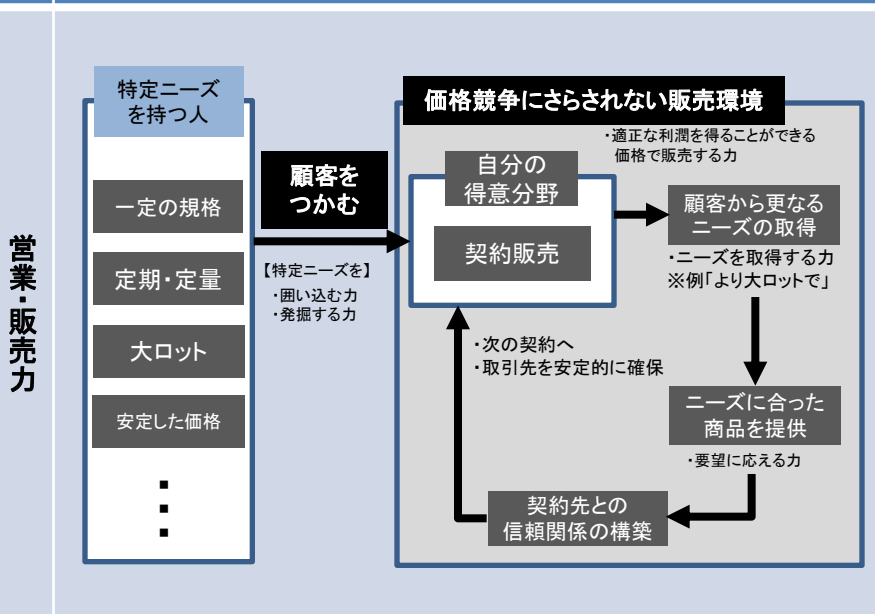 営業・販売力
特定ニーズ
を持つ人
一定の規格
定期・定量
大ロット
安定した価格
・
・
・
顧客を
つかむ
【特定ニーズを】
・囲い込む力
・発掘する力
価格競争にさらされない販売環境
・適正な利潤を得ることができる
価格で販売する力
自分の
得意分野
契約販売
顧客から更なる
ニーズの取得
・ニーズを取得する力
※例「より大ロットで」
ニーズに合った
商品を提供
・要望に応える力
契約先との
信頼関係の構築
・次の契約へ
・取引先を安定的に確保